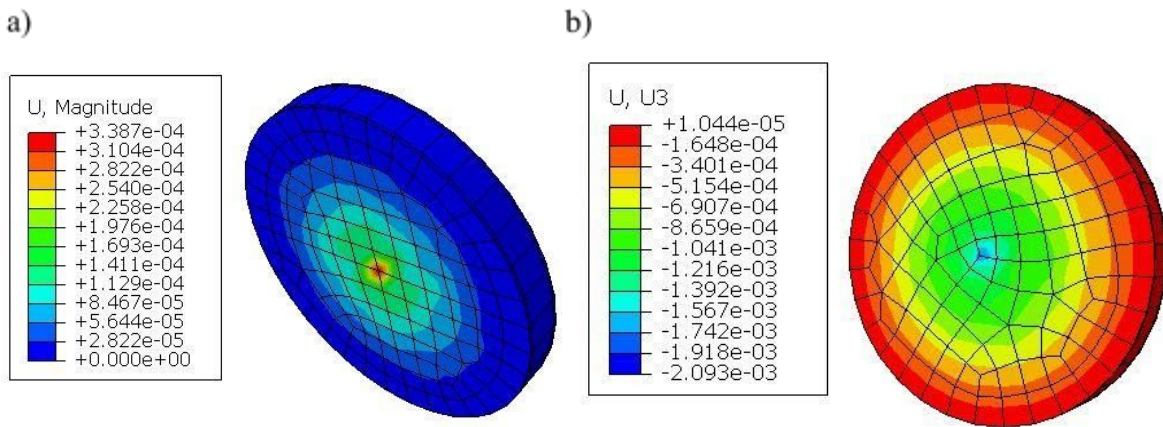 a)
U, Magnitude
+3.387e-04
+3.104e-04
+2.822e-04
+2.540e-04
+2.258e-04
+1.976e-04
+1.693e-04
+1.411e-04
+1.129e-04
+8.467e-05
+5.644e-05
+2.822e-05
+0.000e+00
b)
U, U3
+1.044e-05
-1.648e-04
-3.401e-04
-5.154e-04
-6.907e-04
-8.659e-04
-1.041e-03
-1.216e-03
-1.392e-03
-1.567e-03
-1.742e-03
-1.918e-03
-2.093e-03